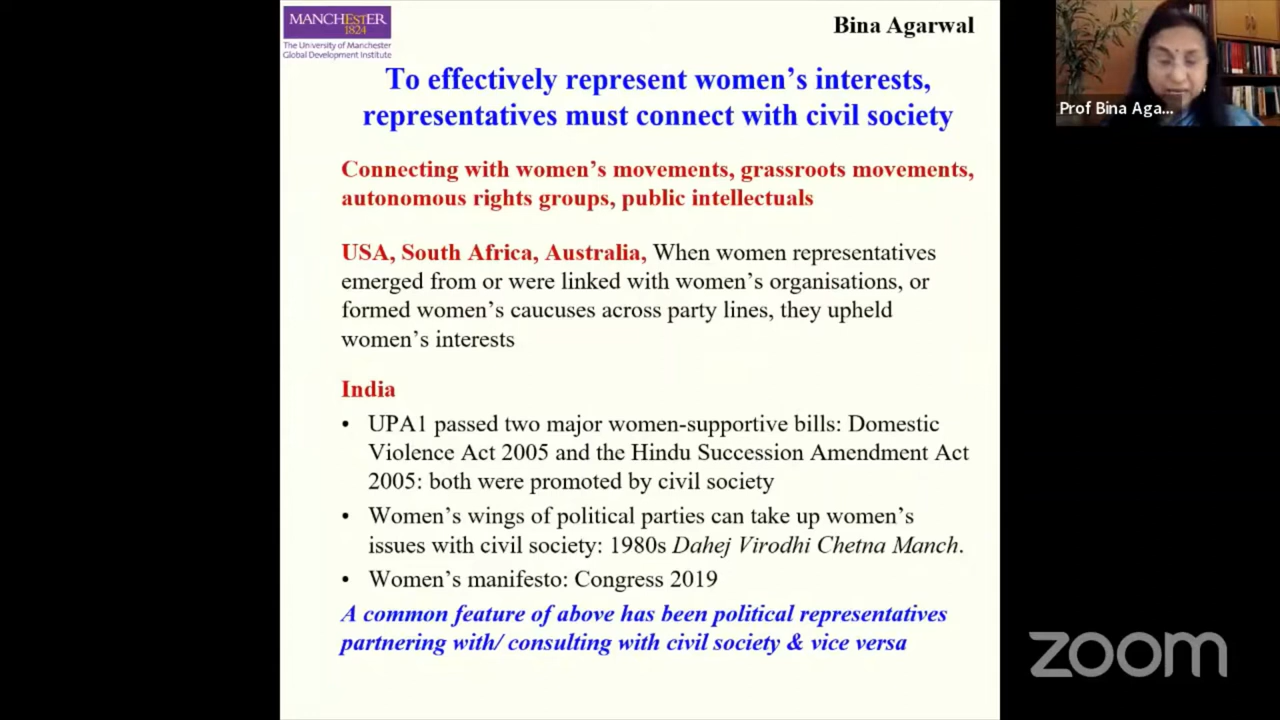 MANCHESTER
1824
The University of Manchester
Global Development Institute
Bina Agarwal
To effectively represent women's interests,
representatives must connect with civil society
Connecting with women's movements, grassroots movements,
autonomous rights groups, public intellectuals
USA, South Africa, Australia, When women representatives
emerged from or were linked with women's organisations, or
formed women's caucuses across party lines, they upheld
women's interests
India
• UPA1 passed two major women-supportive bills: Domestic
Violence Act 2005 and the Hindu Succession Amendment Act
2005: both were promoted by civil society
• Women's wings of political parties can take up women's
issues with civil society: 1980s Dahej Virodhi Chetna Manch.
• Women's manifesto: Congress 2019
A common feature of above has been political representatives
partnering with/ consulting with civil society & vice versa
Prof Bina Aga...
zoom